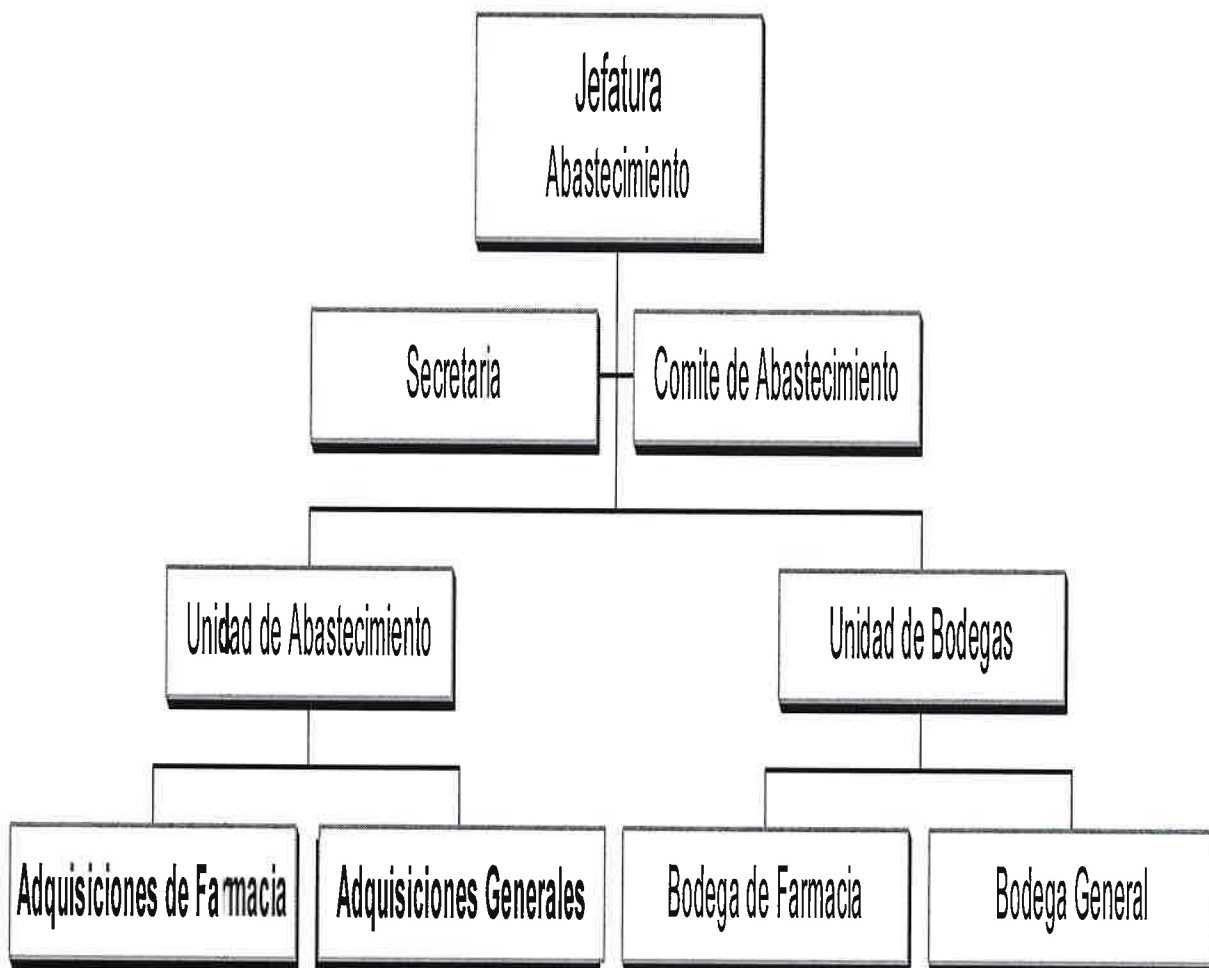 Jefatura
Abastecimiento
Secretaria
Comite de Abastecimiento
Unidad de Abastecimiento
Unidad de Bodegas
Adquisiciones de Farmacia
Adquisiciones Generales
Bodega de Farmacia
Bodega General